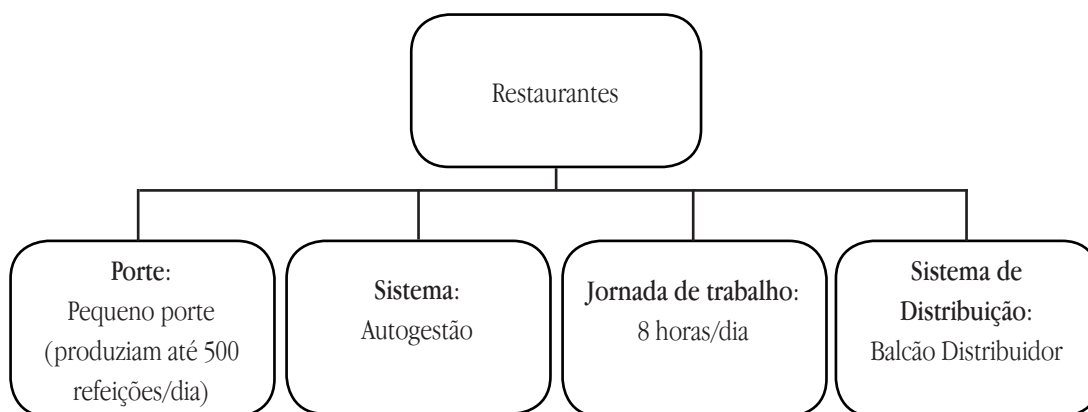 Restaurantes
Porte:
Pequeno porte
(produziam até 500
refeições/dia)
Sistema:
Autogestão
Jornada de trabalho:
8 horas/dia
Sistema de
Distribuição:
Balcão Distribuidor